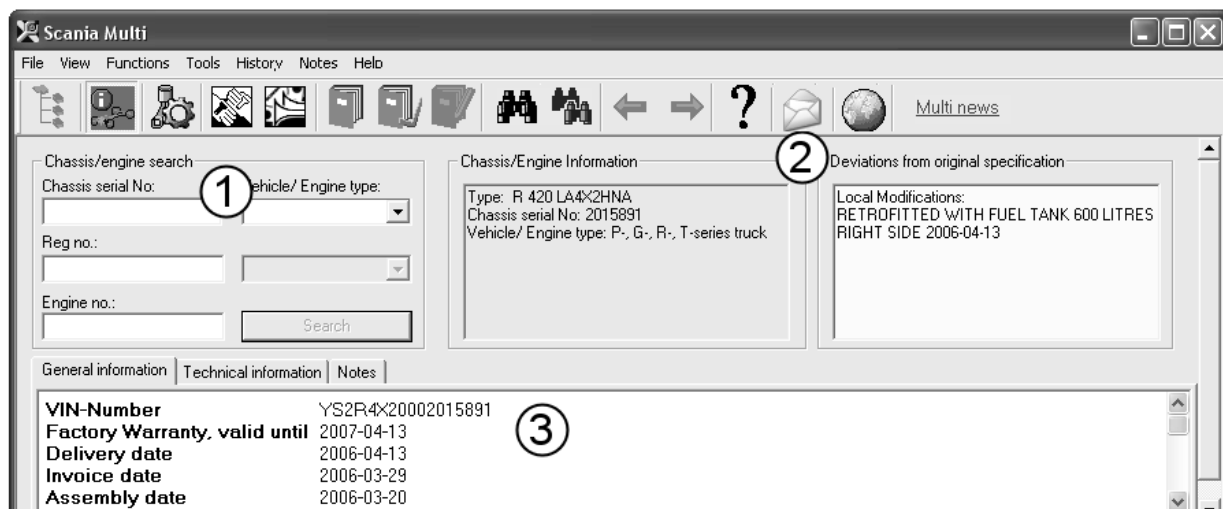 Scania Multi
File View Functions Tools History Notes Help
Multi news
Chassis/engine search
Chassis serial No:
1
ehicle/ Engine type:
Reg no.:
Engine no.:
Search
Chassis/Engine Information
Type: R 420 LA4X2HNA
Chassis serial No: 2015891
Vehicle/ Engine type: P-, G-, R-, T-series truck
2
Deviations from original specification
Local Modifications:
RETROFITTED WITH FUEL TANK 600 LITRES
RIGHT SIDE 2006-04-13
General information Technical information Notes
VIN-Number YS2R4X20002015891
Factory Warranty, valid until 2007-04-13
3
Delivery date 2006-04-13
Invoice date 2006-03-29
Assembly date 2006-03-20